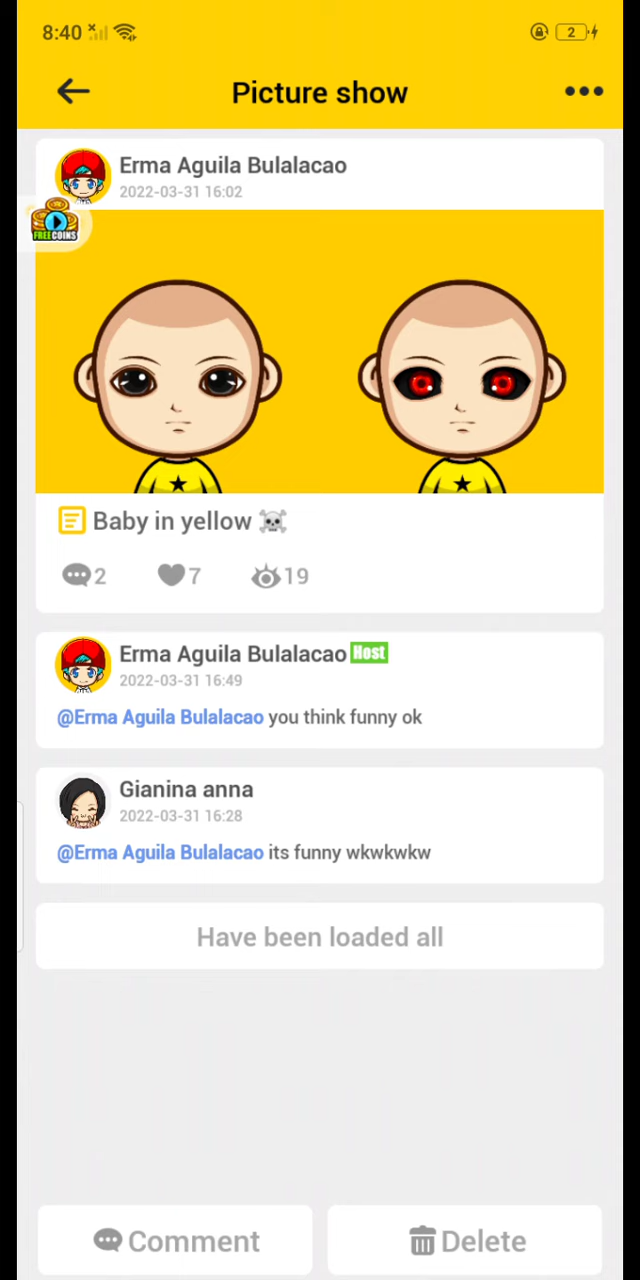 8:40
2
Picture show
Erma Aguila Bulalacao
2022-03-31 16:02
FREE COINS
Baby in yellow ☠️
2
7
19
Erma Aguila Bulalacao Host
2022-03-31 16:49
@Erma Aguila Bulalacao you think funny ok
Gianina anna
2022-03-31 16:28
@Erma Aguila Bulalacao its funny wkwkwkw
Have been loaded all
Comment
Delete